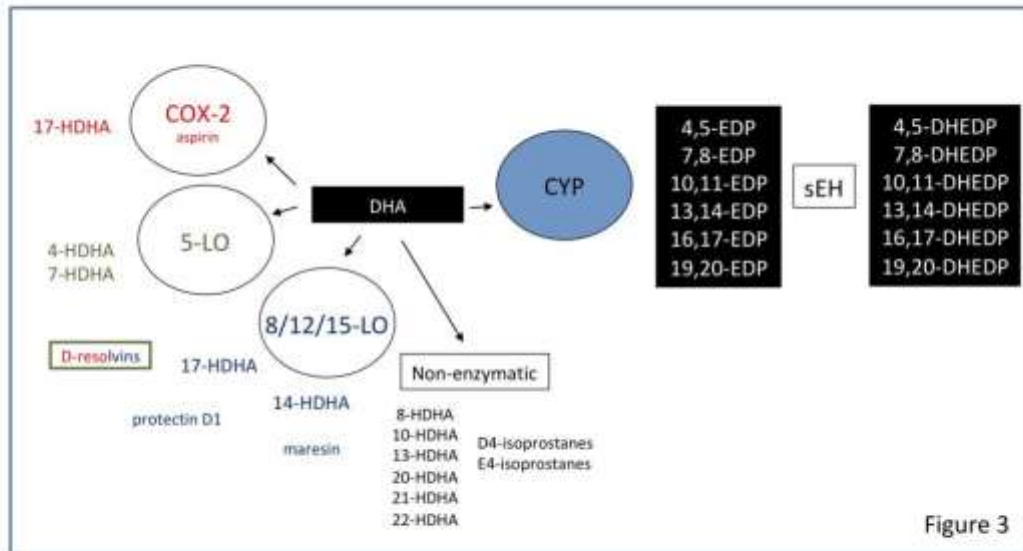 COX-2
aspirin
17-HDHA
DHA
CYP
4,5-EDP
7,8-EDP
10,11-EDP
13,14-EDP
16,17-EDP
19,20-EDP
sEH
4,5-DHEDP
7,8-DHEDP
10,11-DHEDP
13,14-DHEDP
16,17-DHEDP
19,20-DHEDP
5-LO
4-HDHA
7-HDHA
8/12/15-LO
D-resolvins
17-HDHA
14-HDHA
protectin D1
maresin
Non-enzymatic
8-HDHA
10-HDHA
13-HDHA
20-HDHA
21-HDHA
22-HDHA
D4-isoprostanes
E4-isoprostanes
Figure 3